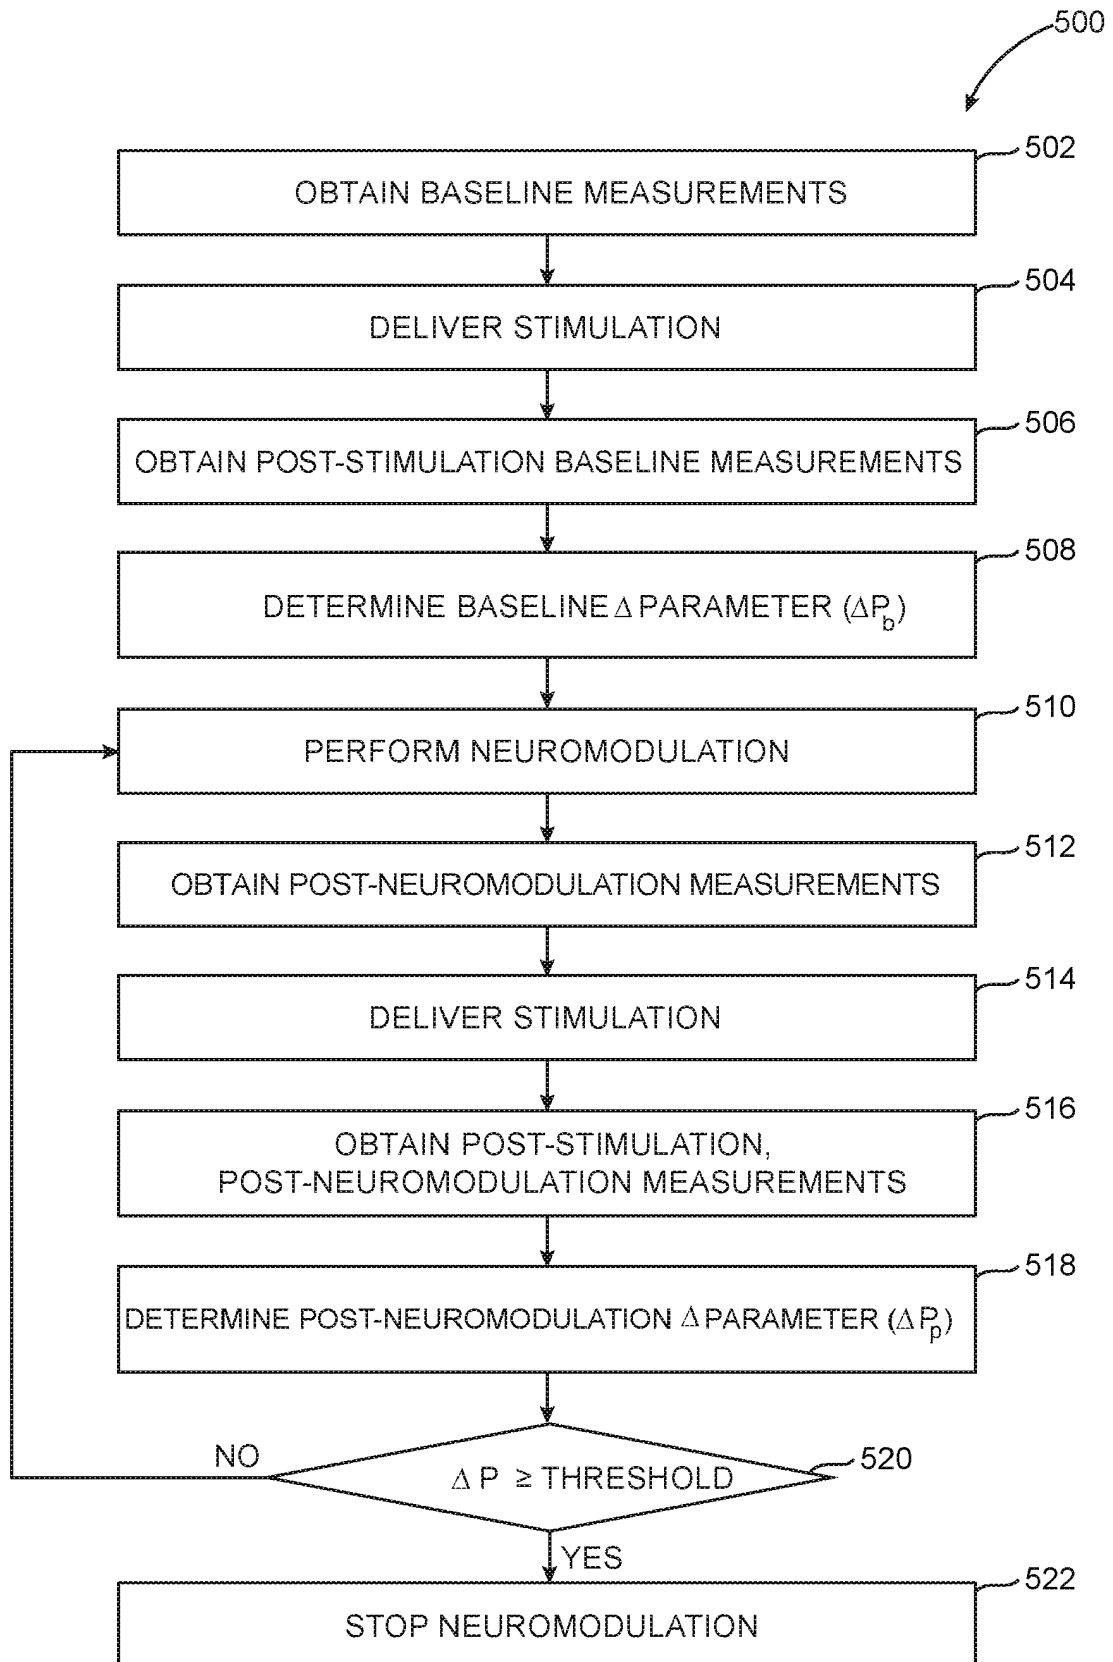 500
502
OBTAIN BASELINE MEASUREMENTS
504
DELIVER STIMULATION
506
OBTAIN POST-STIMULATION BASELINE MEASUREMENTS
508
DETERMINE BASELINE Δ PARAMETER (ΔP_b)
510
PERFORM NEUROMODULATION
512
OBTAIN POST-NEUROMODULATION MEASUREMENTS
514
DELIVER STIMULATION
516
OBTAIN POST-STIMULATION,
POST-NEUROMODULATION MEASUREMENTS
518
DETERMINE POST-NEUROMODULATION Δ PARAMETER (ΔP_p)
NO
520
Δ P ≥ THRESHOLD
YES
522
STOP NEUROMODULATION